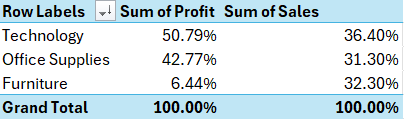 Row Labels Sum of Profit Sum of Sales
Technology 50.79% 36.40%
Office Supplies 42.77% 31.30%
Furniture 6.44% 32.30%
Grand Total 100.00% 100.00%